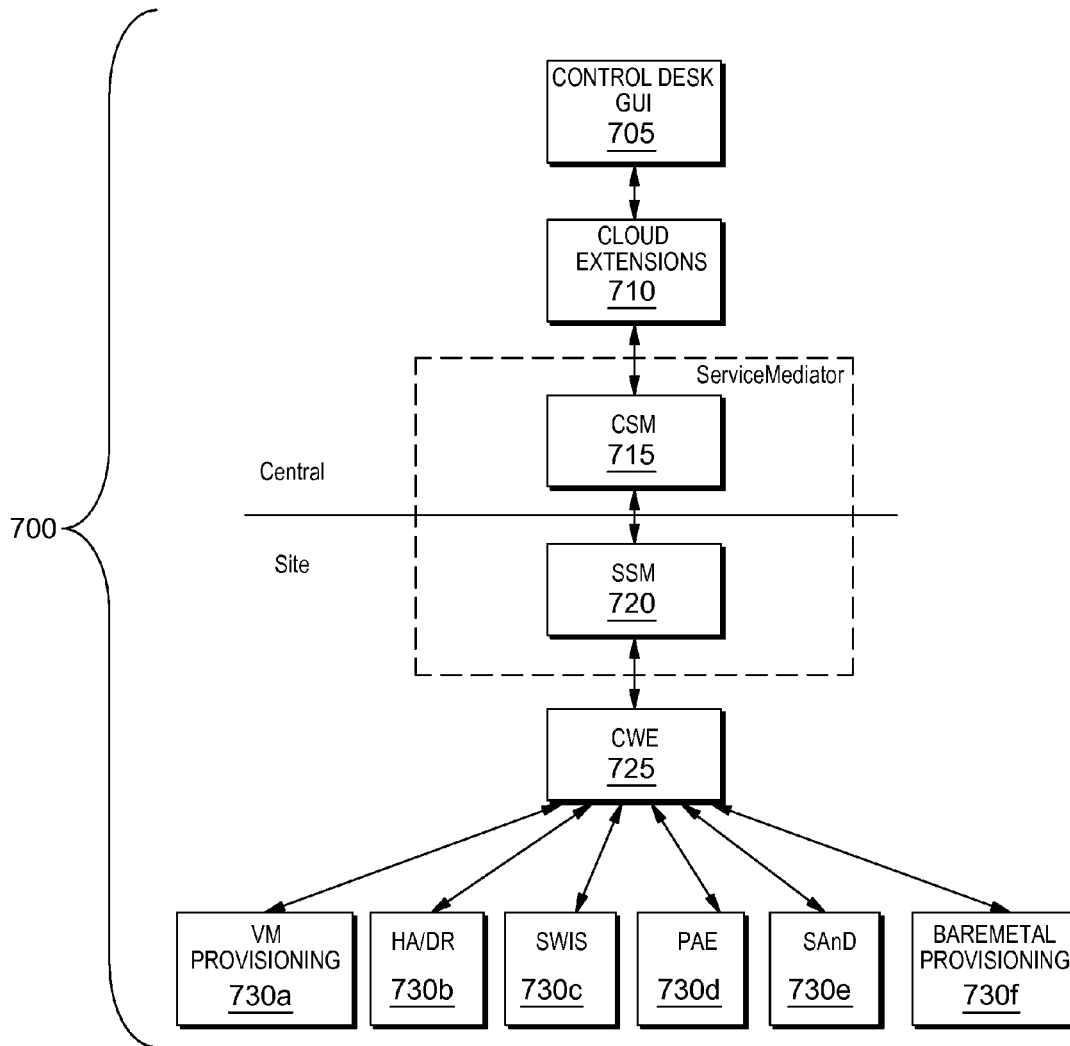 CONTROL DESK
GUI
705
CLOUD
EXTENSIONS
710
ServiceMediator
CSM
715
Central
700
Site
SSM
720
CWE
725
VM
PROVISIONING
730a
HA/DR
730b
SWIS
730c
PAE
730d
SAnD
730e
BAREMETAL
PROVISIONING
730f